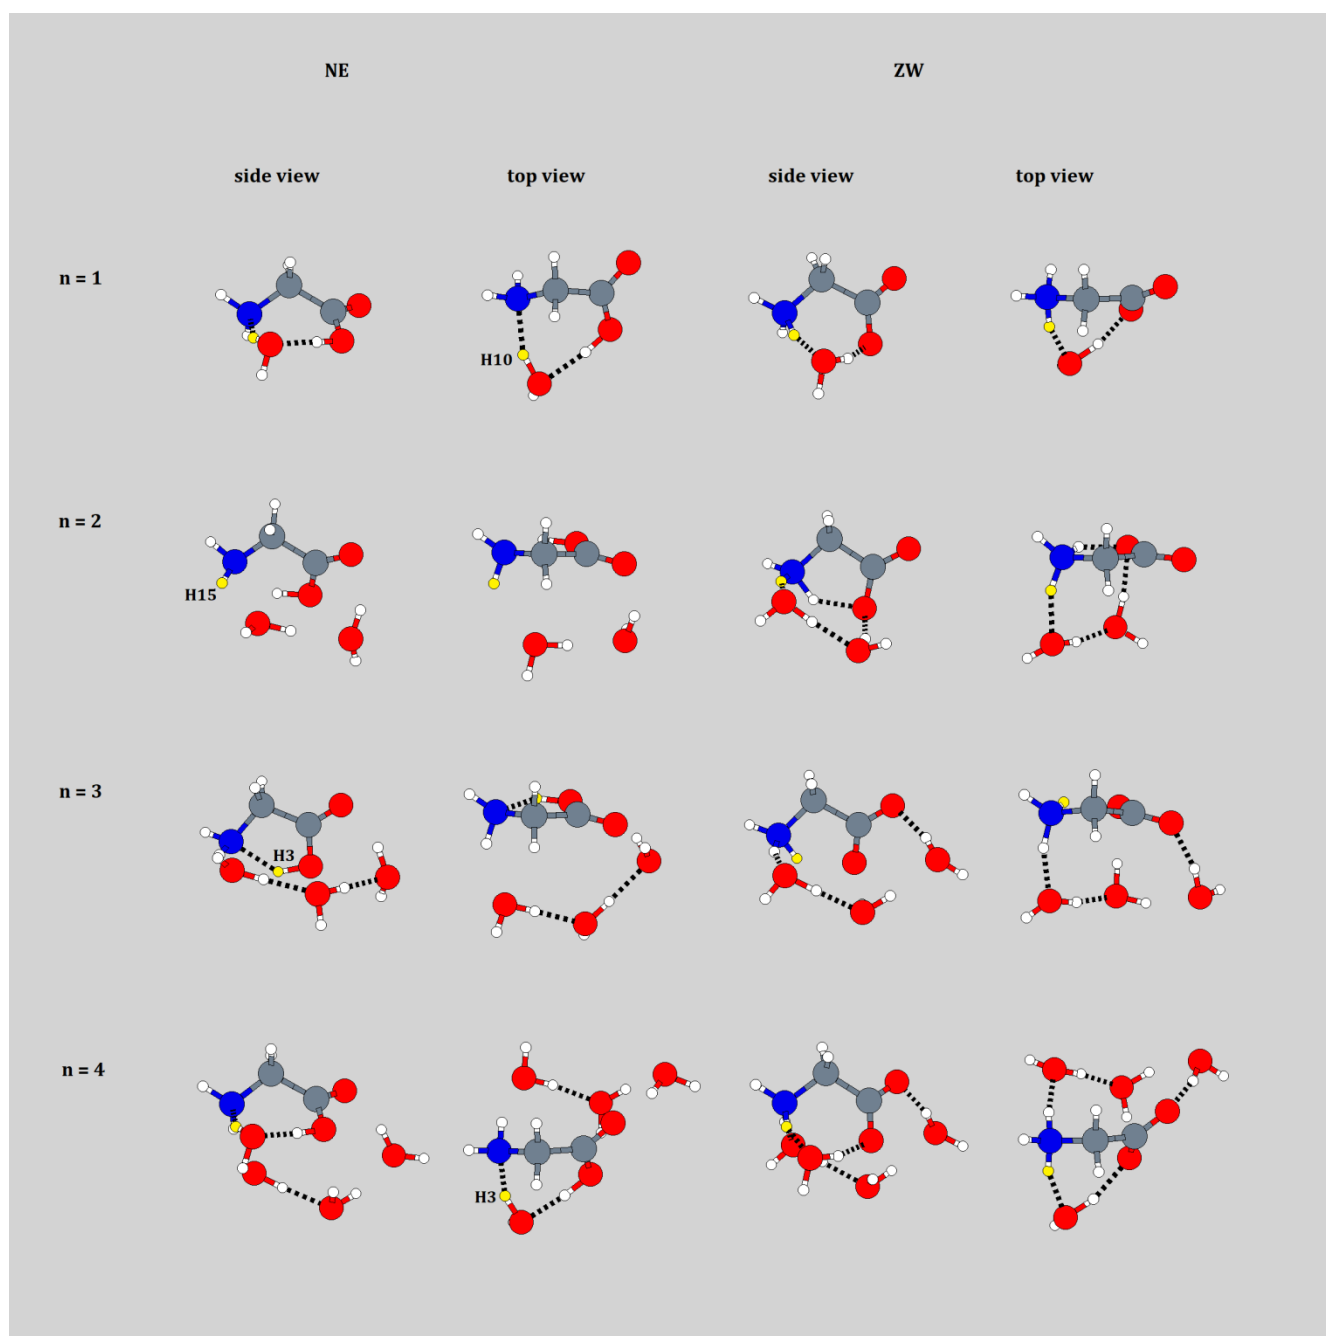 NE ZW
side view top view side view top view
n = 1
H10
n = 2
H15
n = 3
H3
n = 4
H3